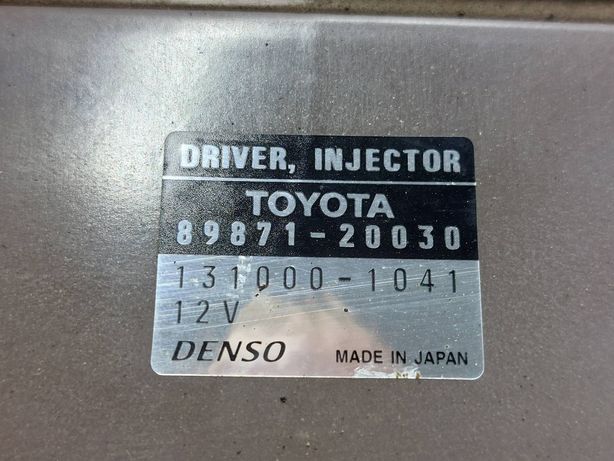 DRIVER, INJECTOR
TOYOTA
89871-20030
131000-1041
12V
DENSO MADE IN JAPAN